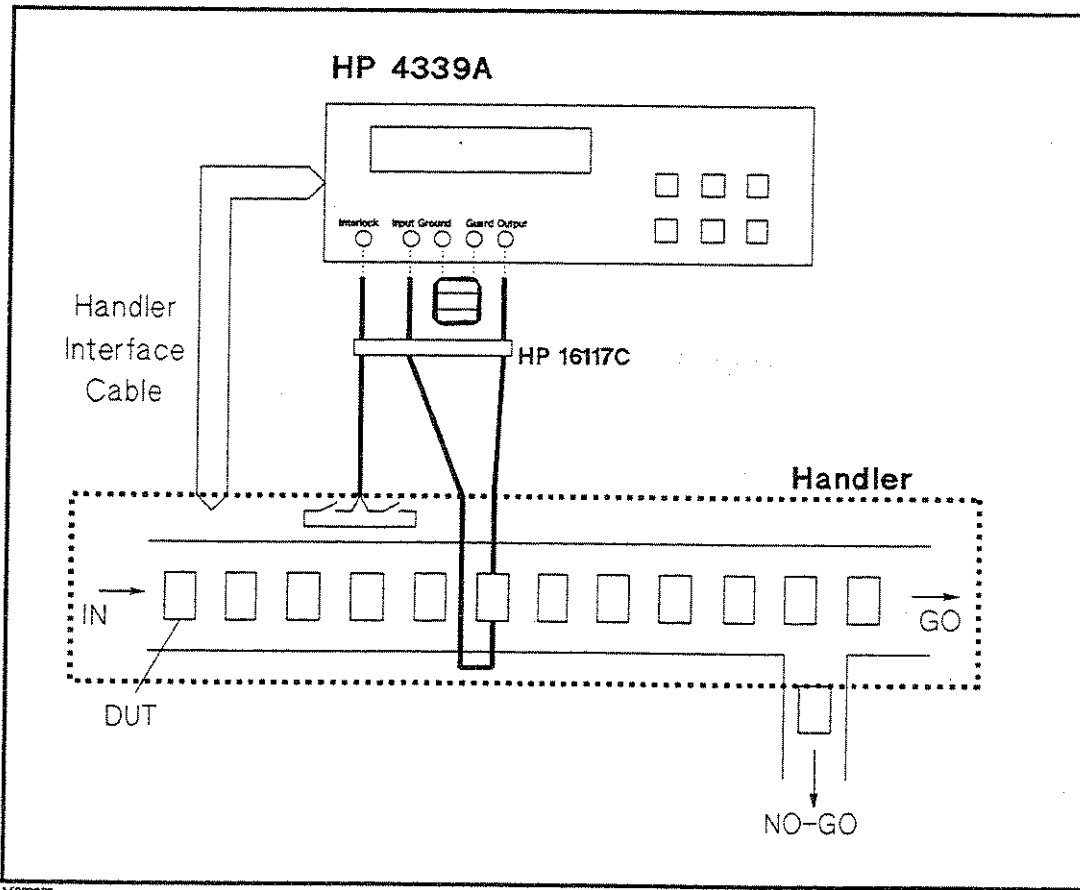 HP 4339A
Interlock Input Ground Guard Output
Handler
Interface
Cable
HP 16117C
Handler
IN
GO
DUT
NO-GO